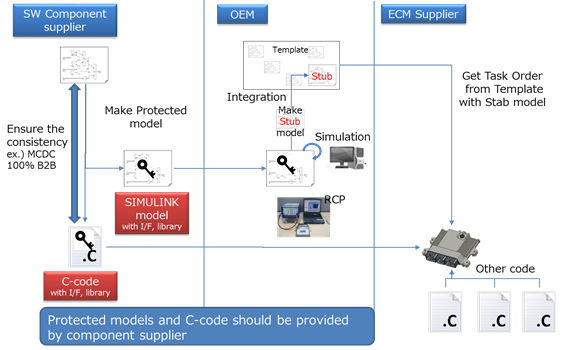 SW Component
supplier
OEM
ECM Supplier
Template
Stub
Integration
Get Task Order
from Template
with Stab model
Make Protected
model
Make
Stub
model
Simulation
Ensure the
consistency
ex.) MCDC
100% B2B
SIMULINK
model
with I/F, library
RCP
.C
C-code
with I/F, library
Other code
.C
.C
.C
Protected models and C-code should be provided
by component supplier